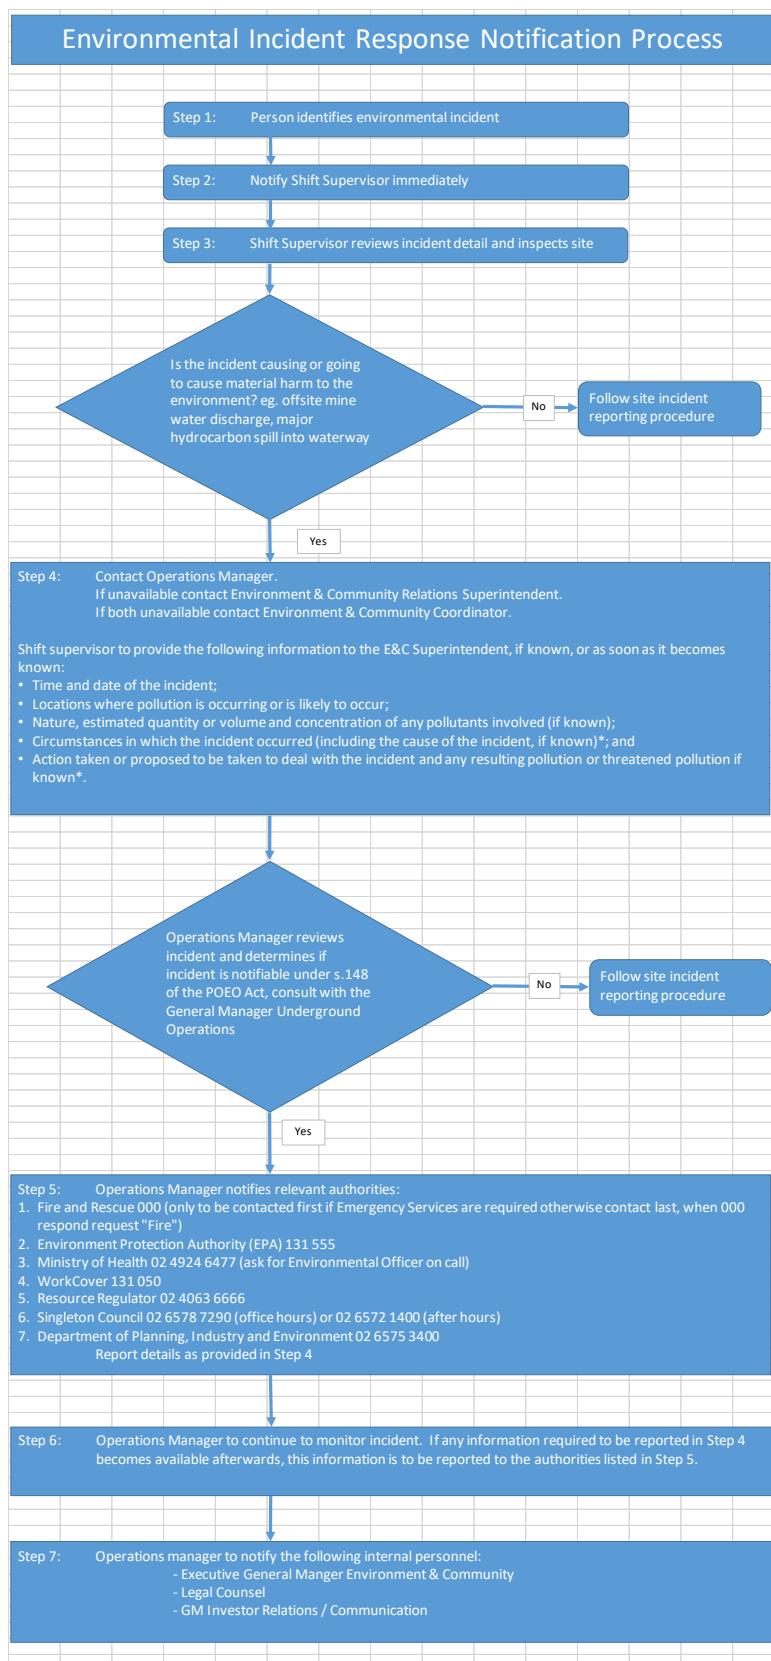 Environmental Incident Response Notification Process
Step 1: Person identifies environmental incident
Step 2: Notify Shift Supervisor immediately
Step 3: Shift Supervisor reviews incident detail and inspects site
Is the incident causing or going
to cause material harm to the
environment? eg. offsite mine
water discharge, major
hydrocarbon spill into waterway
No
Follow site incident
reporting procedure
Yes
Step 4: Contact Operations Manager.
If unavailable contact Environment & Community Relations Superintendent.
If both unavailable contact Environment & Community Coordinator.
Shift supervisor to provide the following information to the E&C Superintendent, if known, or as soon as it becomes
known:
• Time and date of the incident;
• Locations where pollution is occurring or is likely to occur;
• Nature, estimated quantity or volume and concentration of any pollutants involved (if known);
• Circumstances in which the incident occurred (including the cause of the incident, if known)*; and
• Action taken or proposed to be taken to deal with the incident and any resulting pollution or threatened pollution if
known*.
Operations Manager reviews
incident and determines if
incident is notifiable under s.148
of the POEO Act, consult with the
General Manager Underground
Operations
No
Follow site incident
reporting procedure
Yes
Step 5: Operations Manager notifies relevant authorities:
1. Fire and Rescue 000 (only to be contacted first if Emergency Services are required otherwise contact last, when 000
respond request "Fire")
2. Environment Protection Authority (EPA) 131 555
3. Ministry of Health 02 4924 6477 (ask for Environmental Officer on call)
4. WorkCover 131 050
5. Resource Regulator 02 4063 6666
6. Singleton Council 02 6578 7290 (office hours) or 02 6572 1400 (after hours)
7. Department of Planning, Industry and Environment 02 6575 3400
Report details as provided in Step 4
Step 6: Operations Manager to continue to monitor incident. If any information required to be reported in Step 4
becomes available afterwards, this information is to be reported to the authorities listed in Step 5.
Step 7: Operations manager to notify the following internal personnel:
- Executive General Manger Environment & Community
- Legal Counsel
- GM Investor Relations / Communication